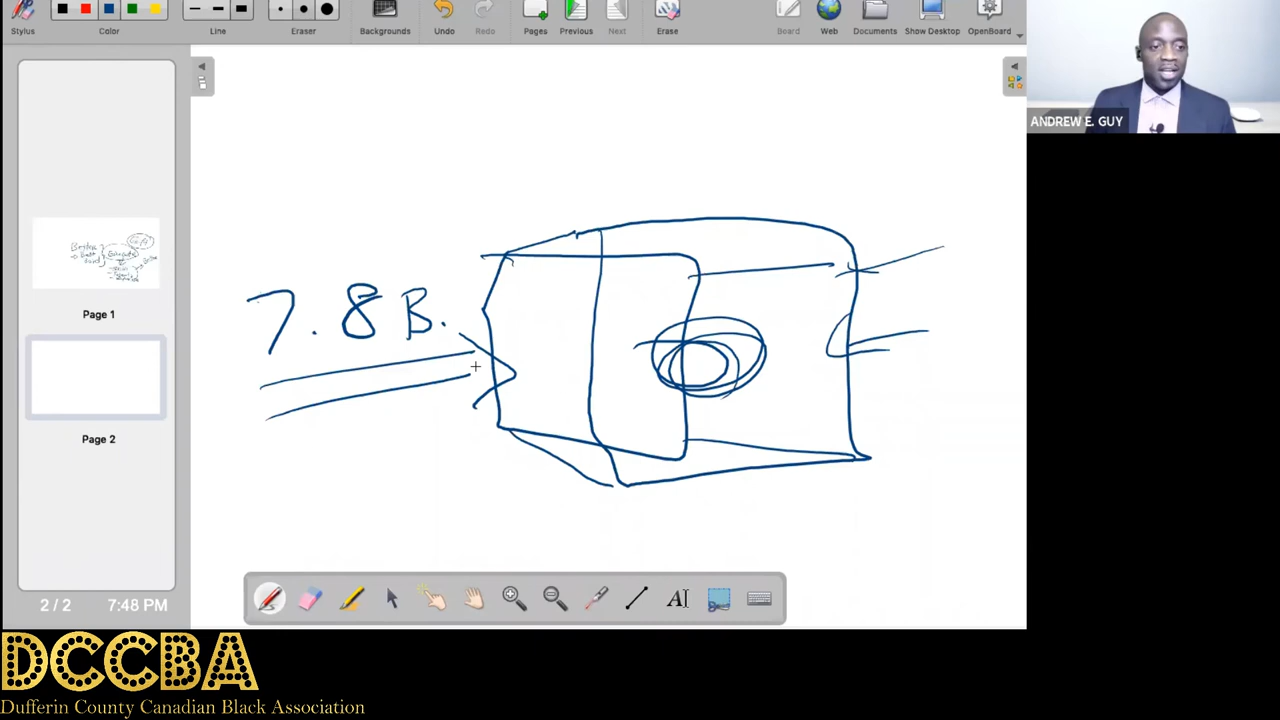 Stylus
Color
Line
Eraser
Backgrounds
Undo
Redo
Pages
Previous
Next
Erase
Board
Web
Documents
Show Desktop
OpenBoard
ANDREW E. GUY
7.8 B.
Page 1
Page 2
2 / 2
7:48 PM
DCCBA
Dufferin County Canadian Black Association